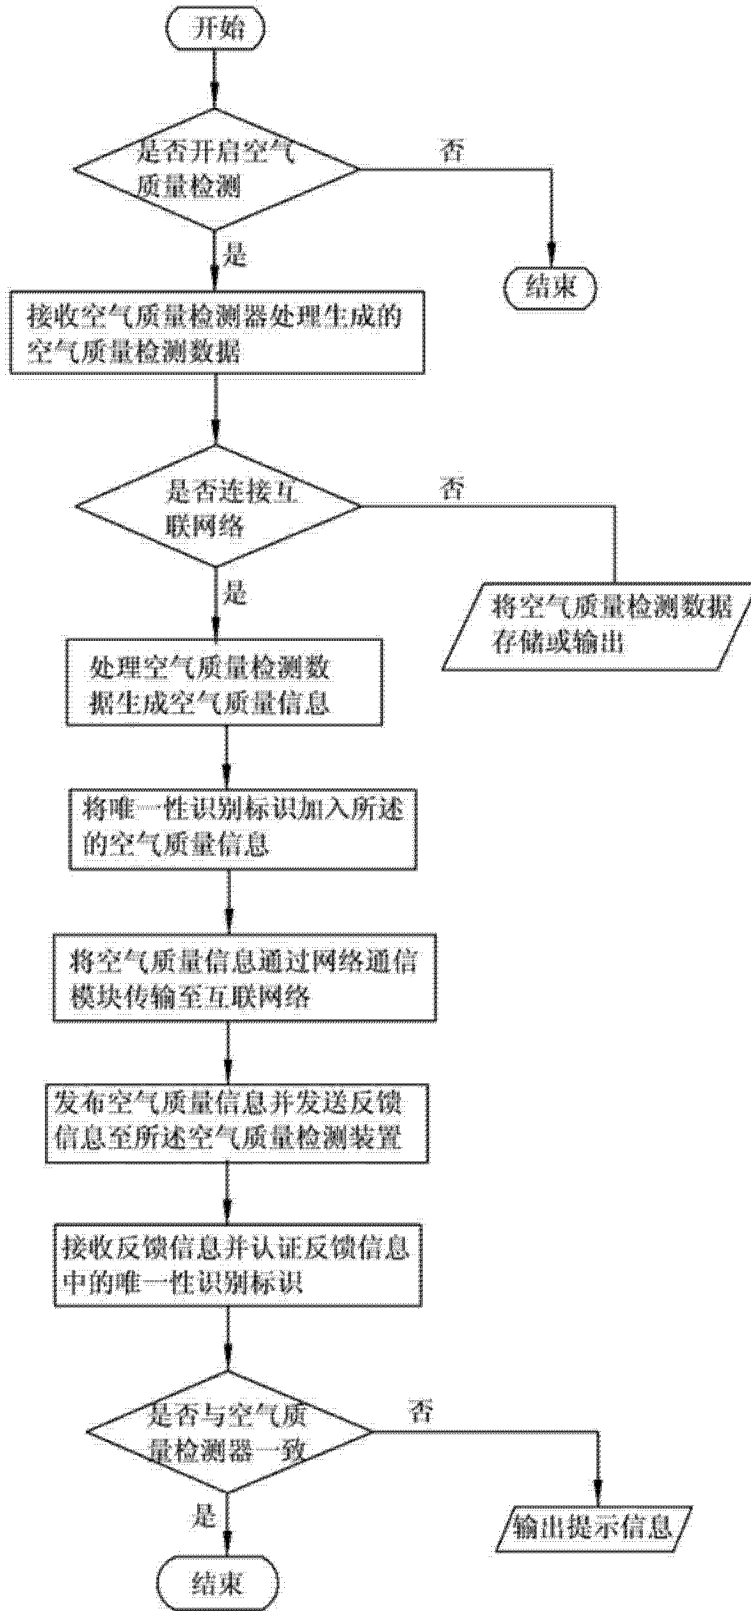 开始
是否开启空气
质量检测
否
是
结束
接收空气质量检测器处理生成的
空气质量检测数据
是否连接互
联网络
否
是
将空气质量检测数据
存储或输出
处理空气质量检测数
据生成空气质量信息
将唯一性识别标识加入所述
的空气质量信息
将空气质量信息通过网络通信
模块传输至互联网络
发布空气质量信息并发送反馈
信息至所述空气质量检测装置
接收反馈信息并认证反馈信息
中的唯一性识别标识
是否与空气质
量检测器一致
否
是
输出提示信息
结束